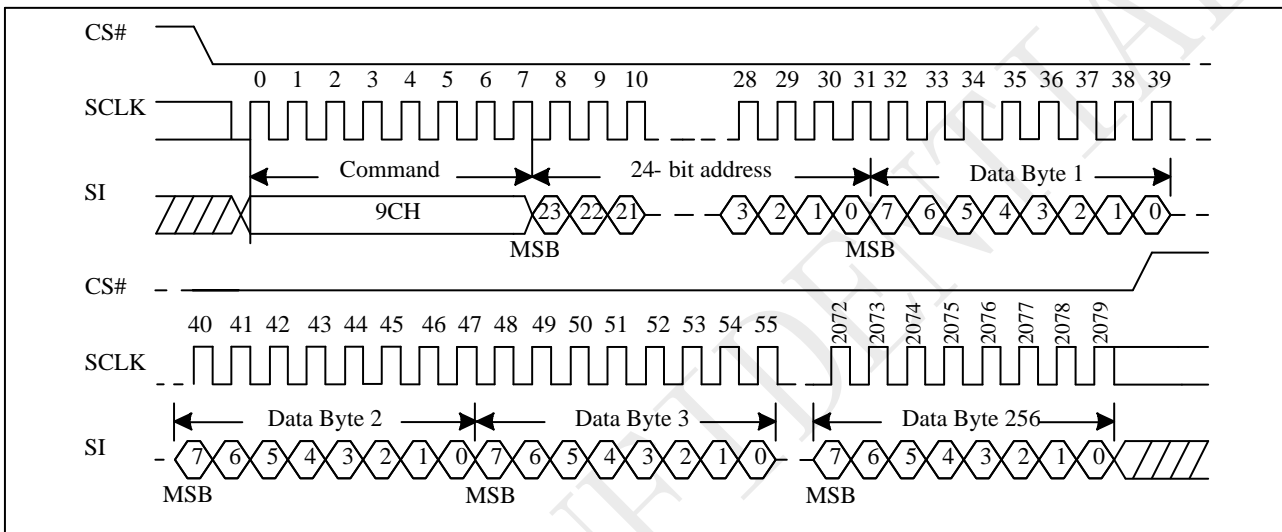 CS#
0 1 2 3 4 5 6 7 8 9 10 28 29 30 31 32 33 34 35 36 37 38 39
SCLK
Command 24- bit address Data Byte 1
SI
9CH 23 22 21 3 2 1 0 7 6 5 4 3 2 1 0
MSB MSB
CS#
40 41 42 43 44 45 46 47 48 49 50 51 52 53 54 55 2072 2073 2074 2075 2076 2077 2078 2079
SCLK
Data Byte 2 Data Byte 3 Data Byte 256
SI
7 6 5 4 3 2 1 0 7 6 5 4 3 2 1 0 7 6 5 4 3 2 1 0
MSB MSB MSB